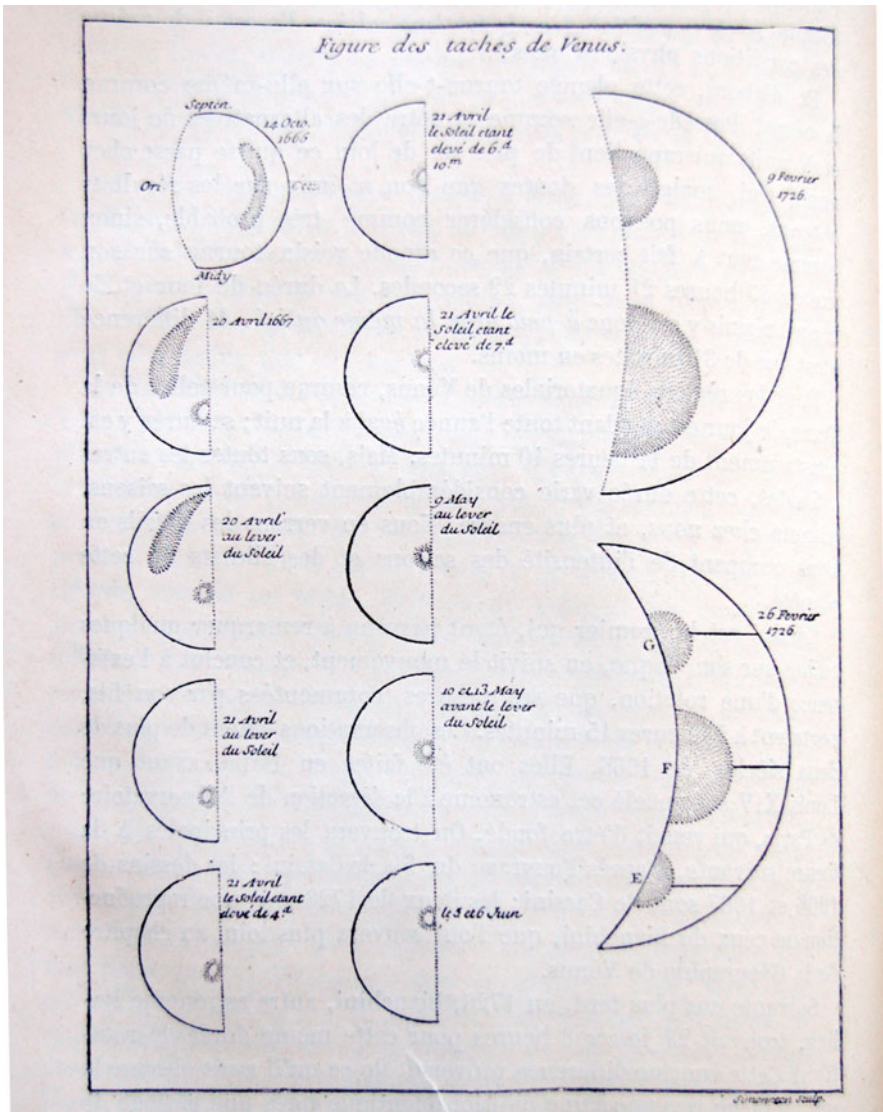 Figure des taches de Venus.
Septen.
14 Octo.
1666
Ori
Midy
20 Avril 1667
20 Avril
au lever
du Soleil
21 Avril
au lever
du Soleil
21 Avril
le Soleil etant
elevé de 4.d
21 Avril
le Soleil etant
elevé de 6.d
10.m
21 Avril le
Soleil etant
elevé de 7.d
9 May
au lever
du Soleil
10 et 13 May
avant le lever
du Soleil
le 5 et 6 Juin
9 Fevrier
1726.
26 Fevrier
1726.
G
F
E
Sculp.